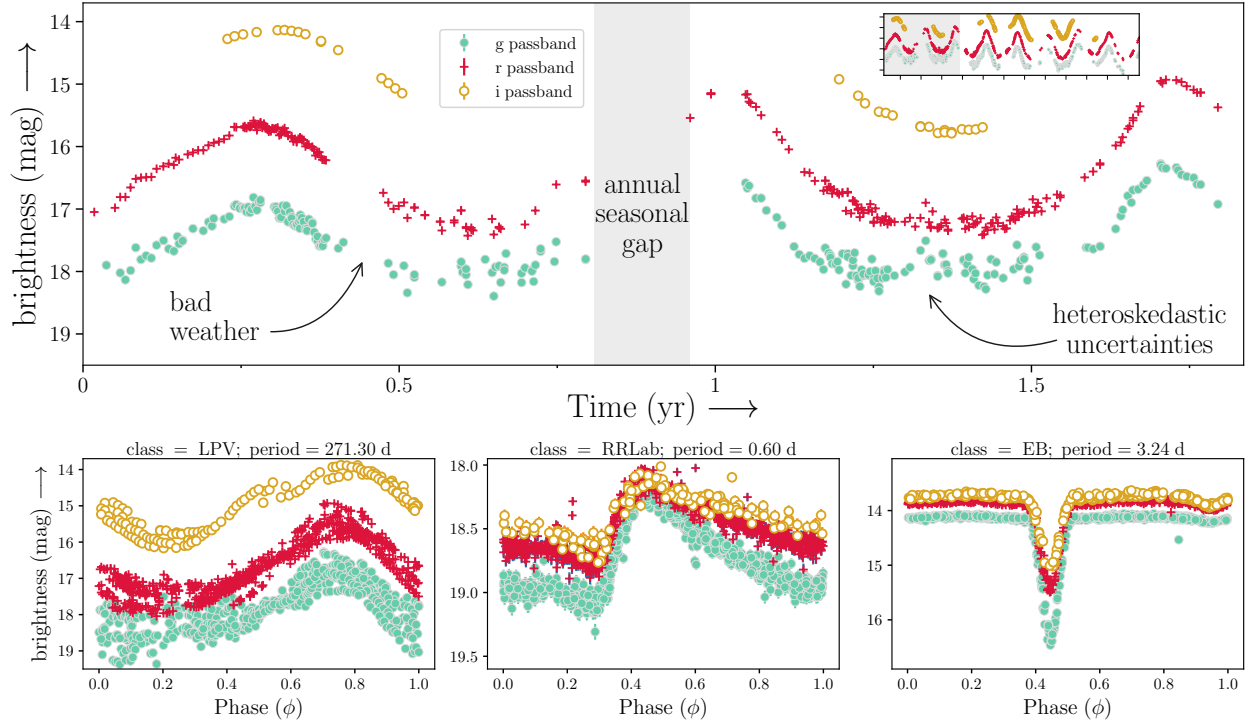 14
15
16
17
18
19
brightness (mag) ⟶
g passband
r passband
i passband
bad
weather
annual
seasonal
gap
heteroskedastic
uncertainties
0
0.5
1
1.5
Time (yr) ⟶
class = LPV; period = 271.30 d
14
15
16
17
18
19
brightness (mag) ⟶
0.0
0.2
0.4
0.6
0.8
1.0
Phase (ϕ)
class = RRLab; period = 0.60 d
18.0
18.5
19.0
19.5
0.0
0.2
0.4
0.6
0.8
1.0
Phase (ϕ)
class = EB; period = 3.24 d
14
15
16
0.0
0.2
0.4
0.6
0.8
1.0
Phase (ϕ)